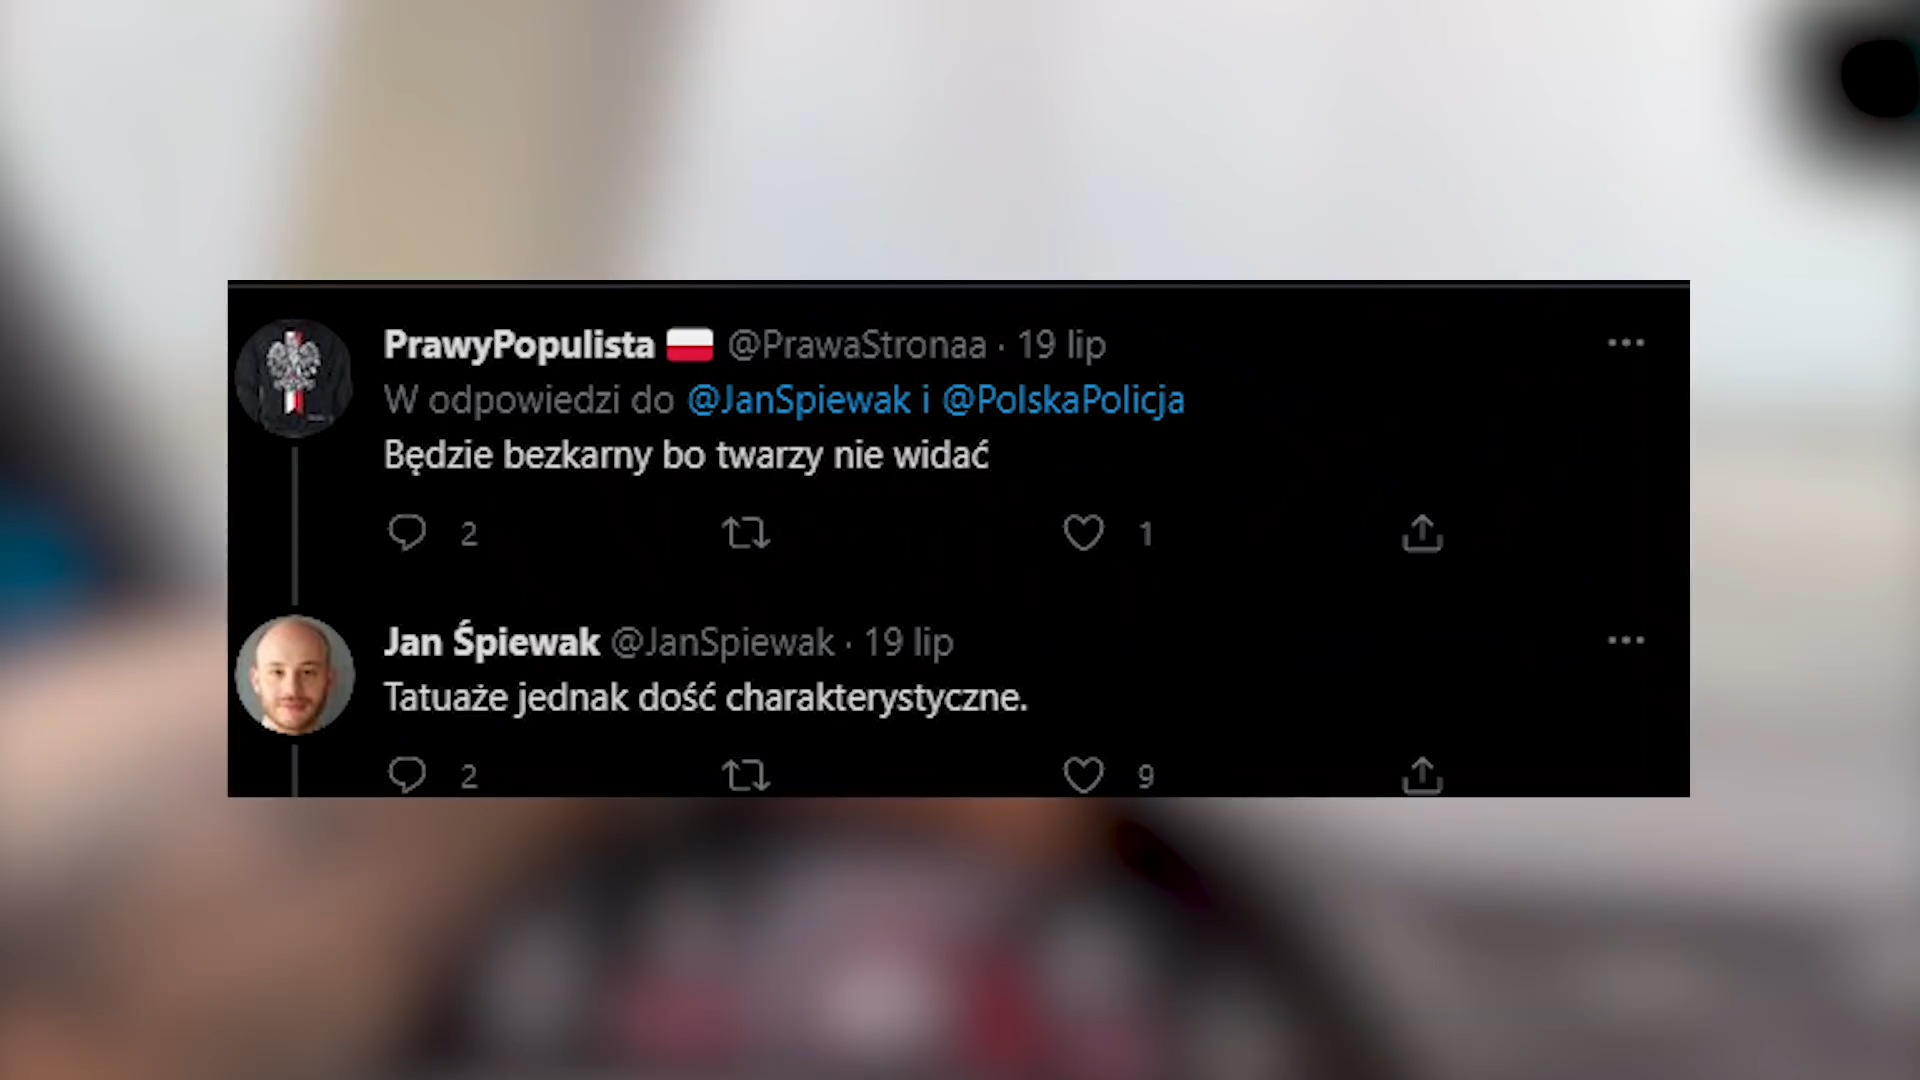 PrawyPopulista 🇵🇱 @PrawaStronaa · 19 lip
W odpowiedzi do @JanSpiewak i @PolskaPolicja
Będzie bezkarny bo twarzy nie widać
2 1
Jan Śpiewak @JanSpiewak · 19 lip
Tatuaże jednak dość charakterystyczne.
2 9